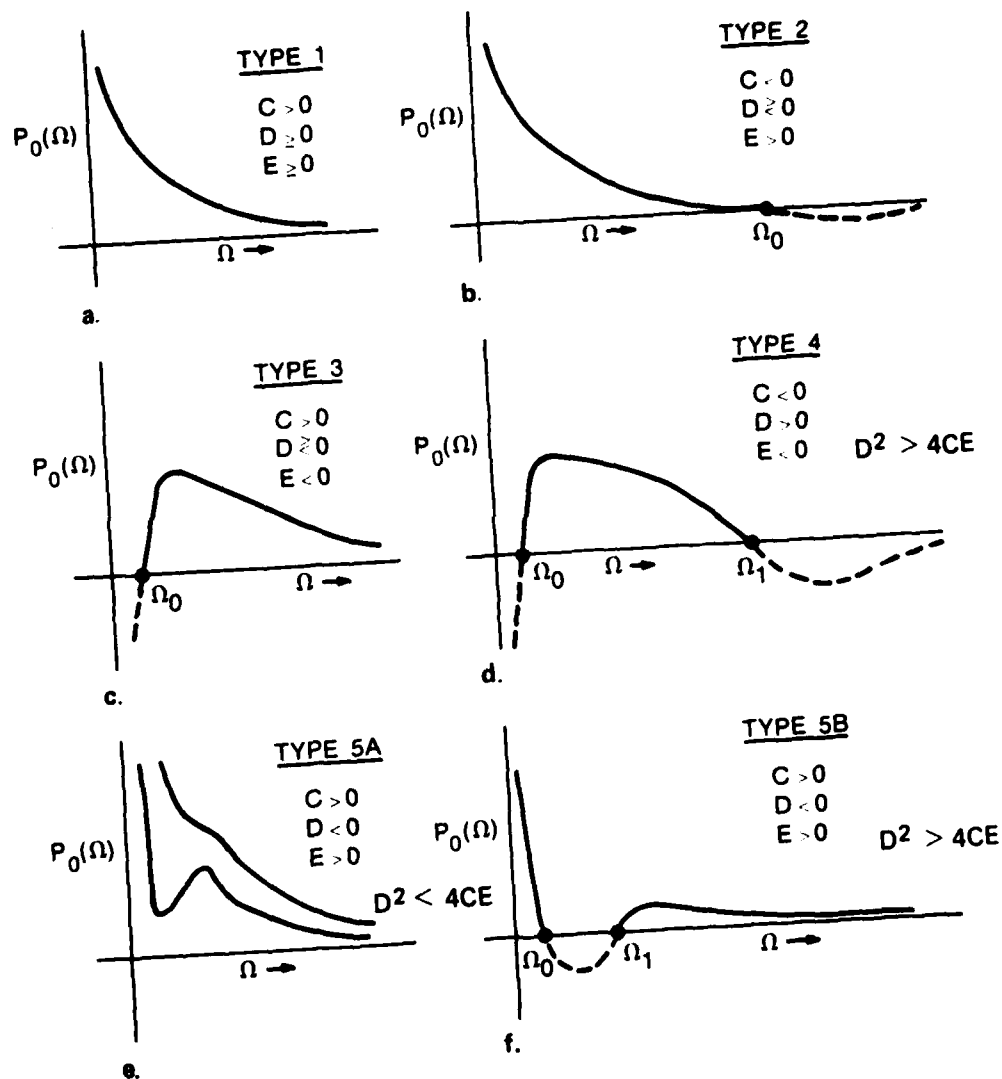 TYPE 1
C > 0
D ≥ 0
E ≥ 0
P₀(Ω)
Ω →
a.
TYPE 2
C < 0
D ≷ 0
E > 0
P₀(Ω)
Ω →
Ω₀
b.
TYPE 3
C > 0
D ≷ 0
E < 0
P₀(Ω)
Ω₀
Ω →
c.
TYPE 4
C < 0
D > 0
E < 0 D² > 4CE
P₀(Ω)
Ω₀
Ω →
Ω₁
d.
TYPE 5A
C > 0
D < 0
E > 0
P₀(Ω)
D² < 4CE
Ω →
e.
TYPE 5B
C > 0
D < 0
E > 0
D² > 4CE
P₀(Ω)
Ω₀
Ω₁
Ω →
f.